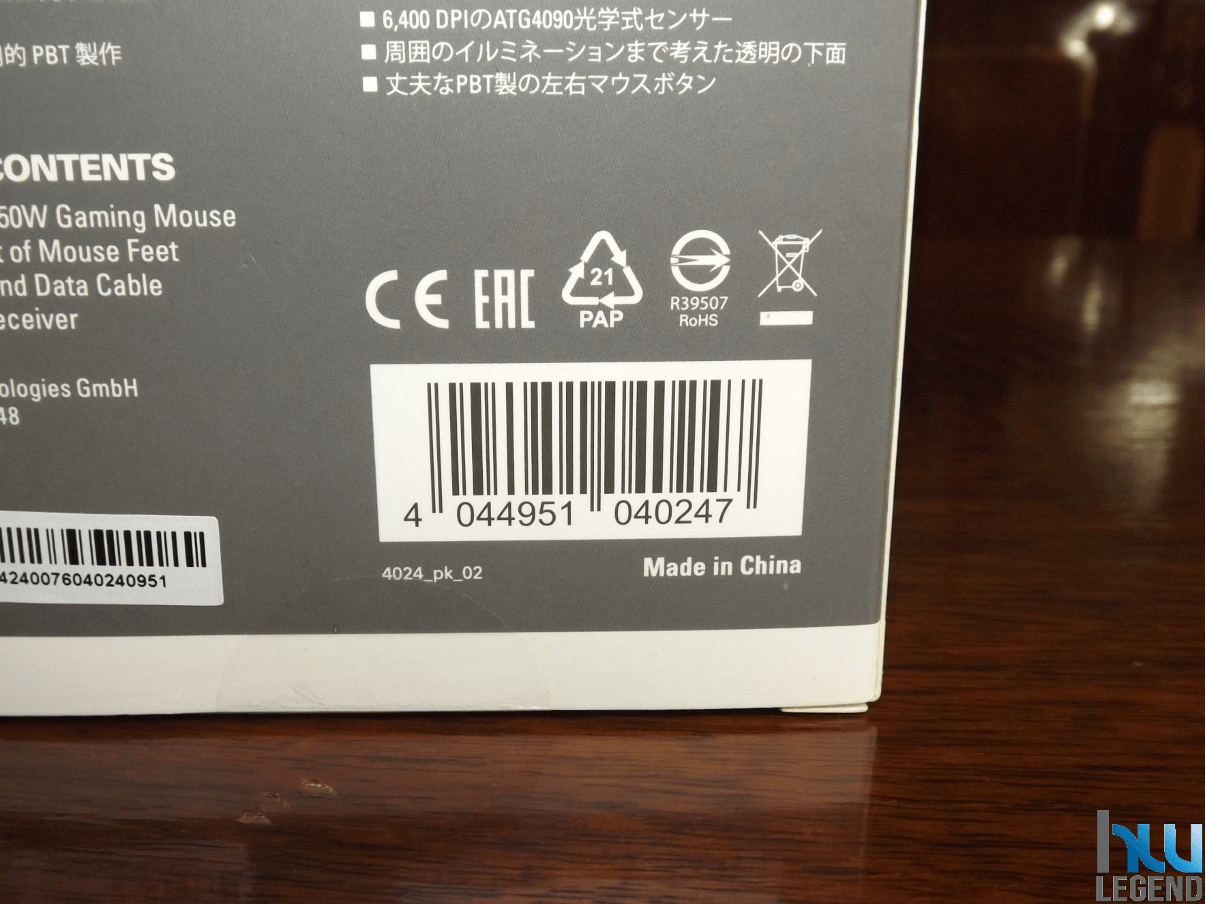 的 PBT 製作
CONTENTS
50W Gaming Mouse
t of Mouse Feet
nd Data Cable
eceiver
ologies GmbH
48
4240076040240951
■ 6,400 DPIのATG4090光学式センサー
■ 周囲のイルミネーションまで考えた透明の下面
■ 丈夫なPBT製の左右マウスボタン
CE EAC 21 PAP R39507 RoHS
4 044951 040247
4024_pk_02 Made in China
hw LEGEND